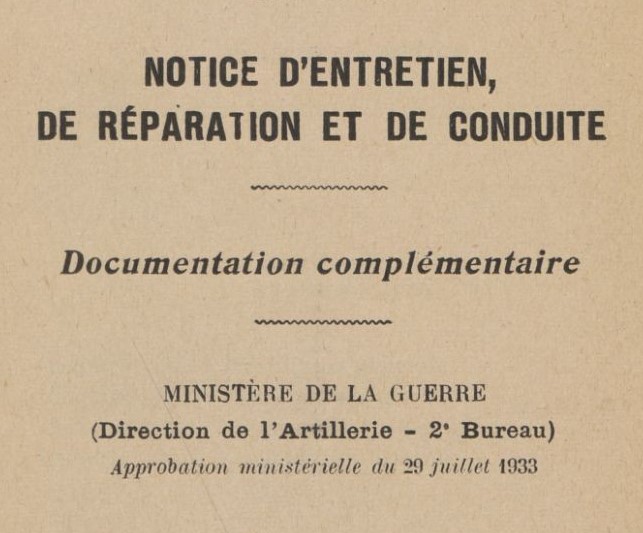 NOTICE D'ENTRETIEN,
DE RÉPARATION ET DE CONDUITE
Documentation complémentaire
MINISTÈRE DE LA GUERRE
(Direction de l'Artillerie - 2e Bureau)
Approbation ministérielle du 29 juillet 1933